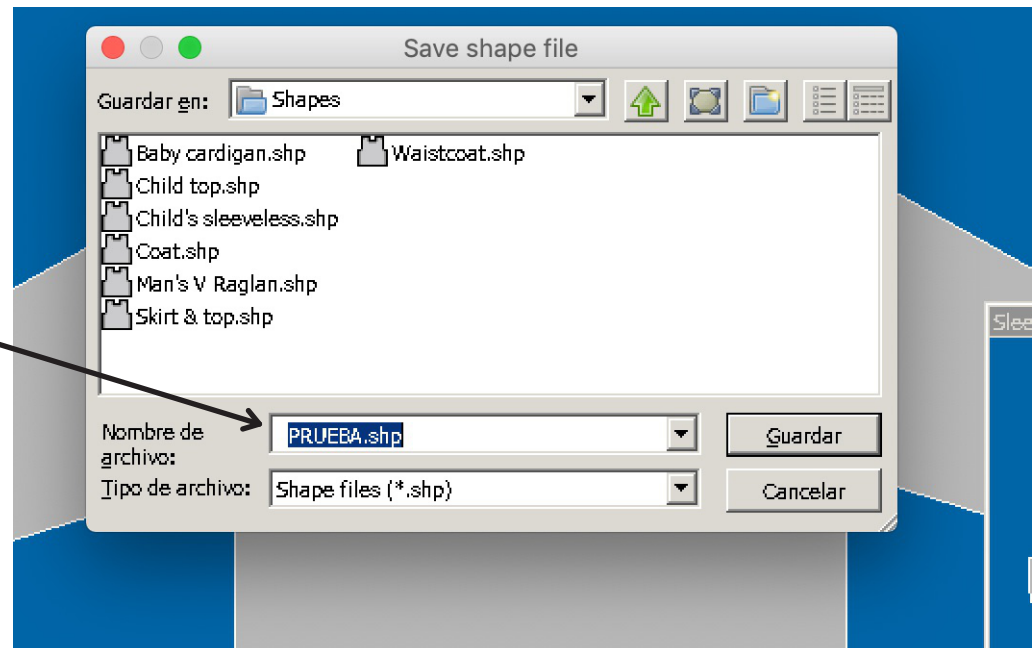 Save shape file
Guardar en: Shapes
Baby cardigan.shp Waistcoat.shp
Child top.shp
Child's sleeveless.shp
Coat.shp
Man's V Raglan.shp
Skirt & top.shp
Slee
Nombre de
archivo:
PRUEBA.shp Guardar
Tipo de archivo: Shape files (*.shp) Cancelar